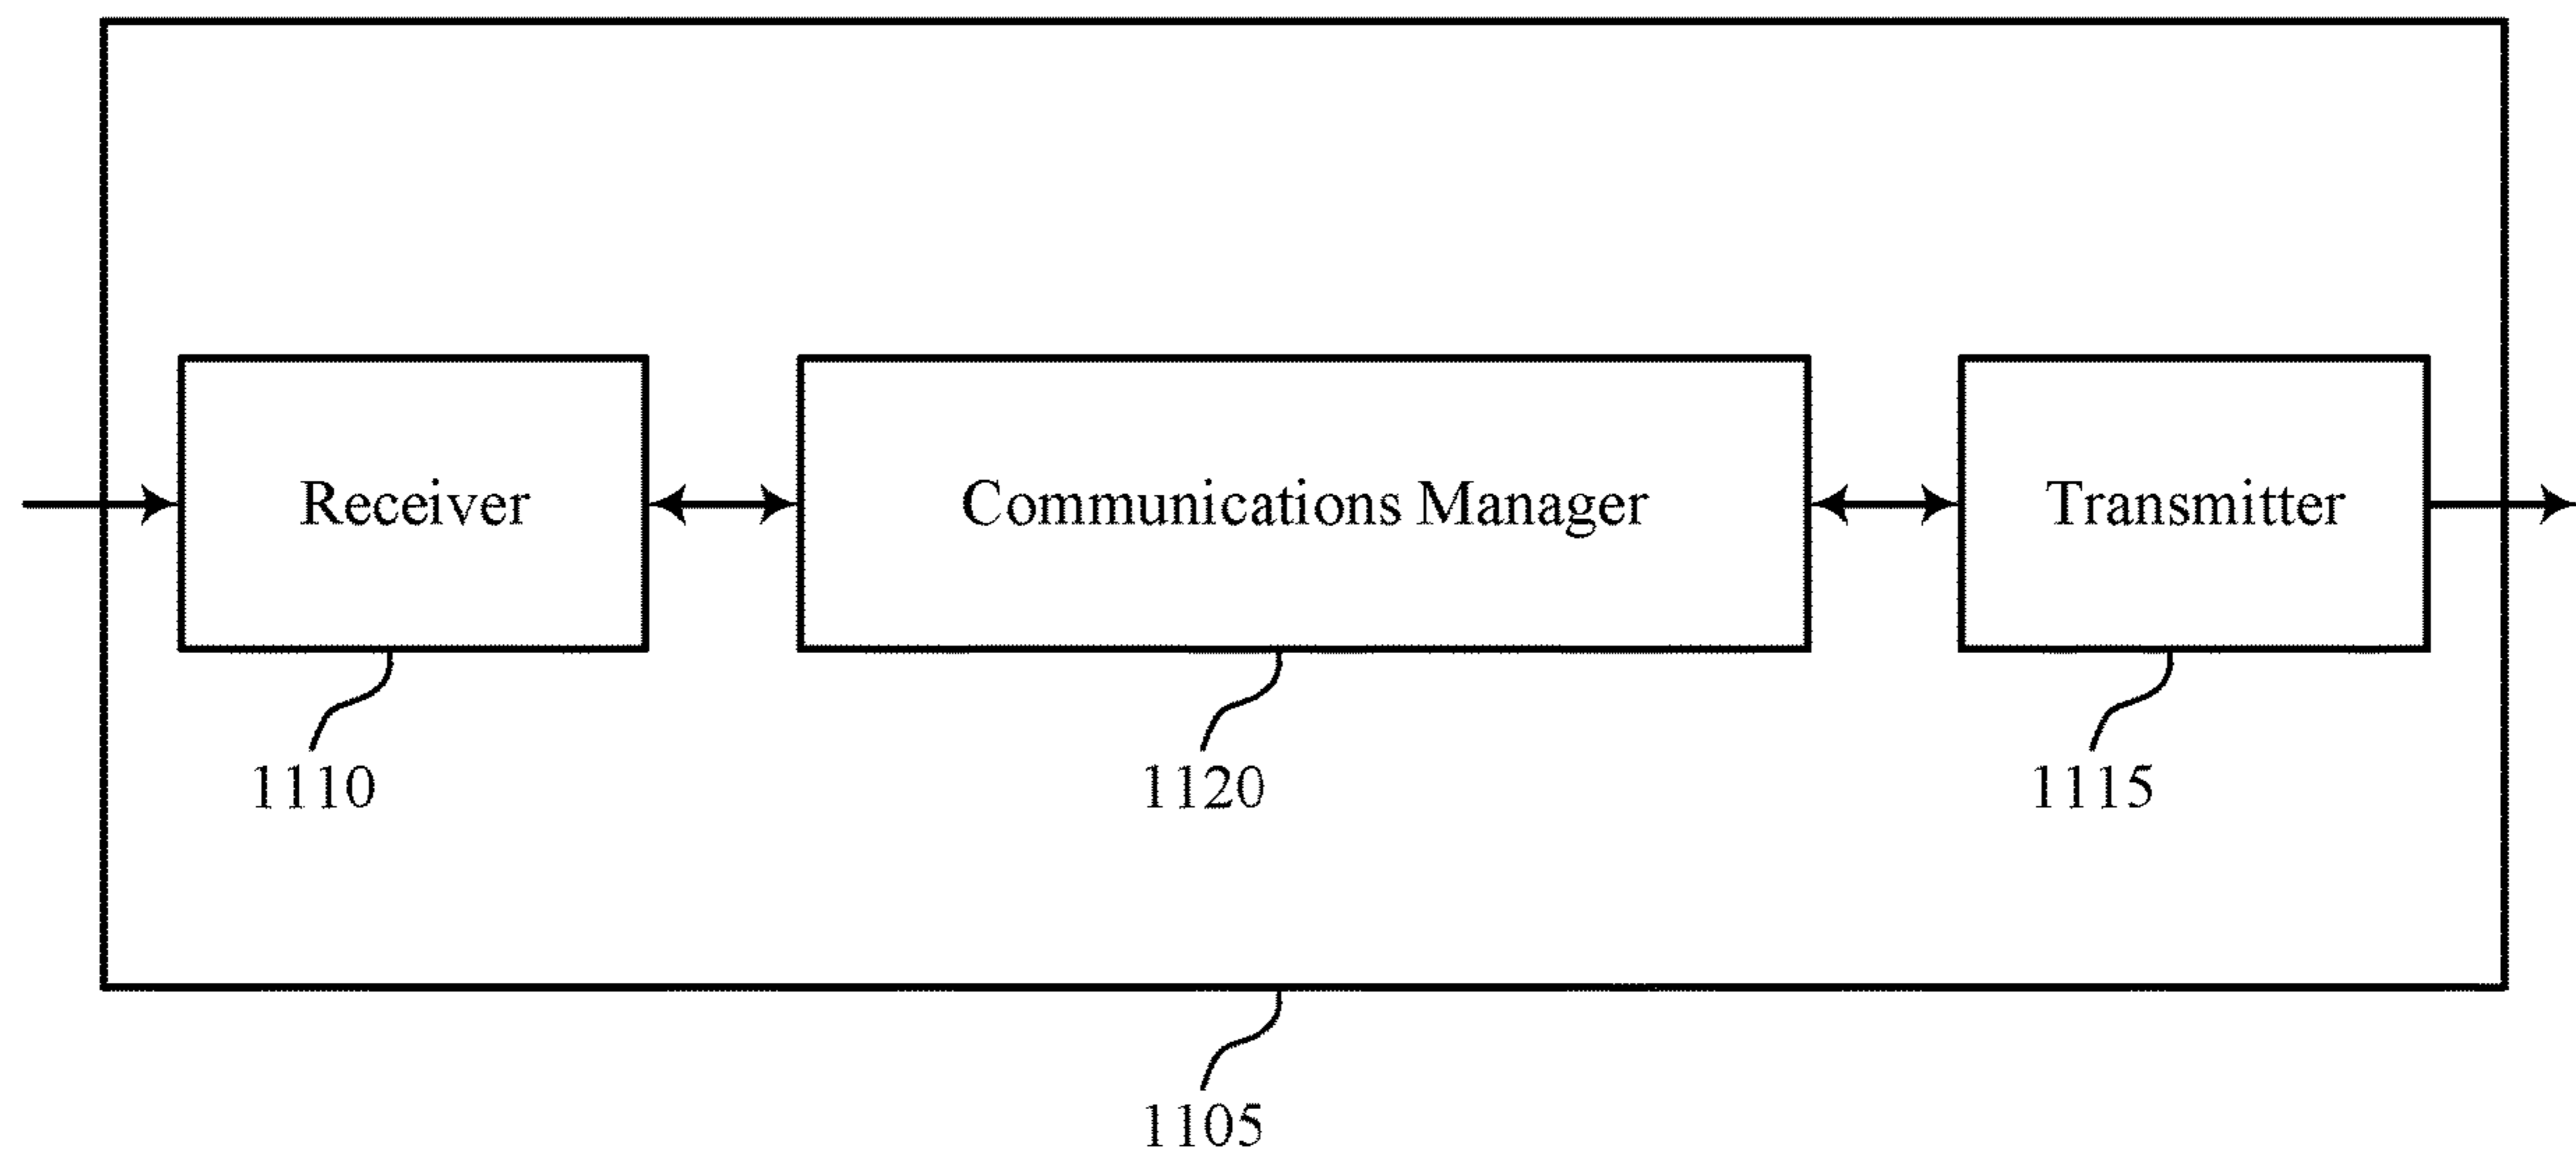 Receiver
Communications Manager
Transmitter
1110
1120
1115
1105